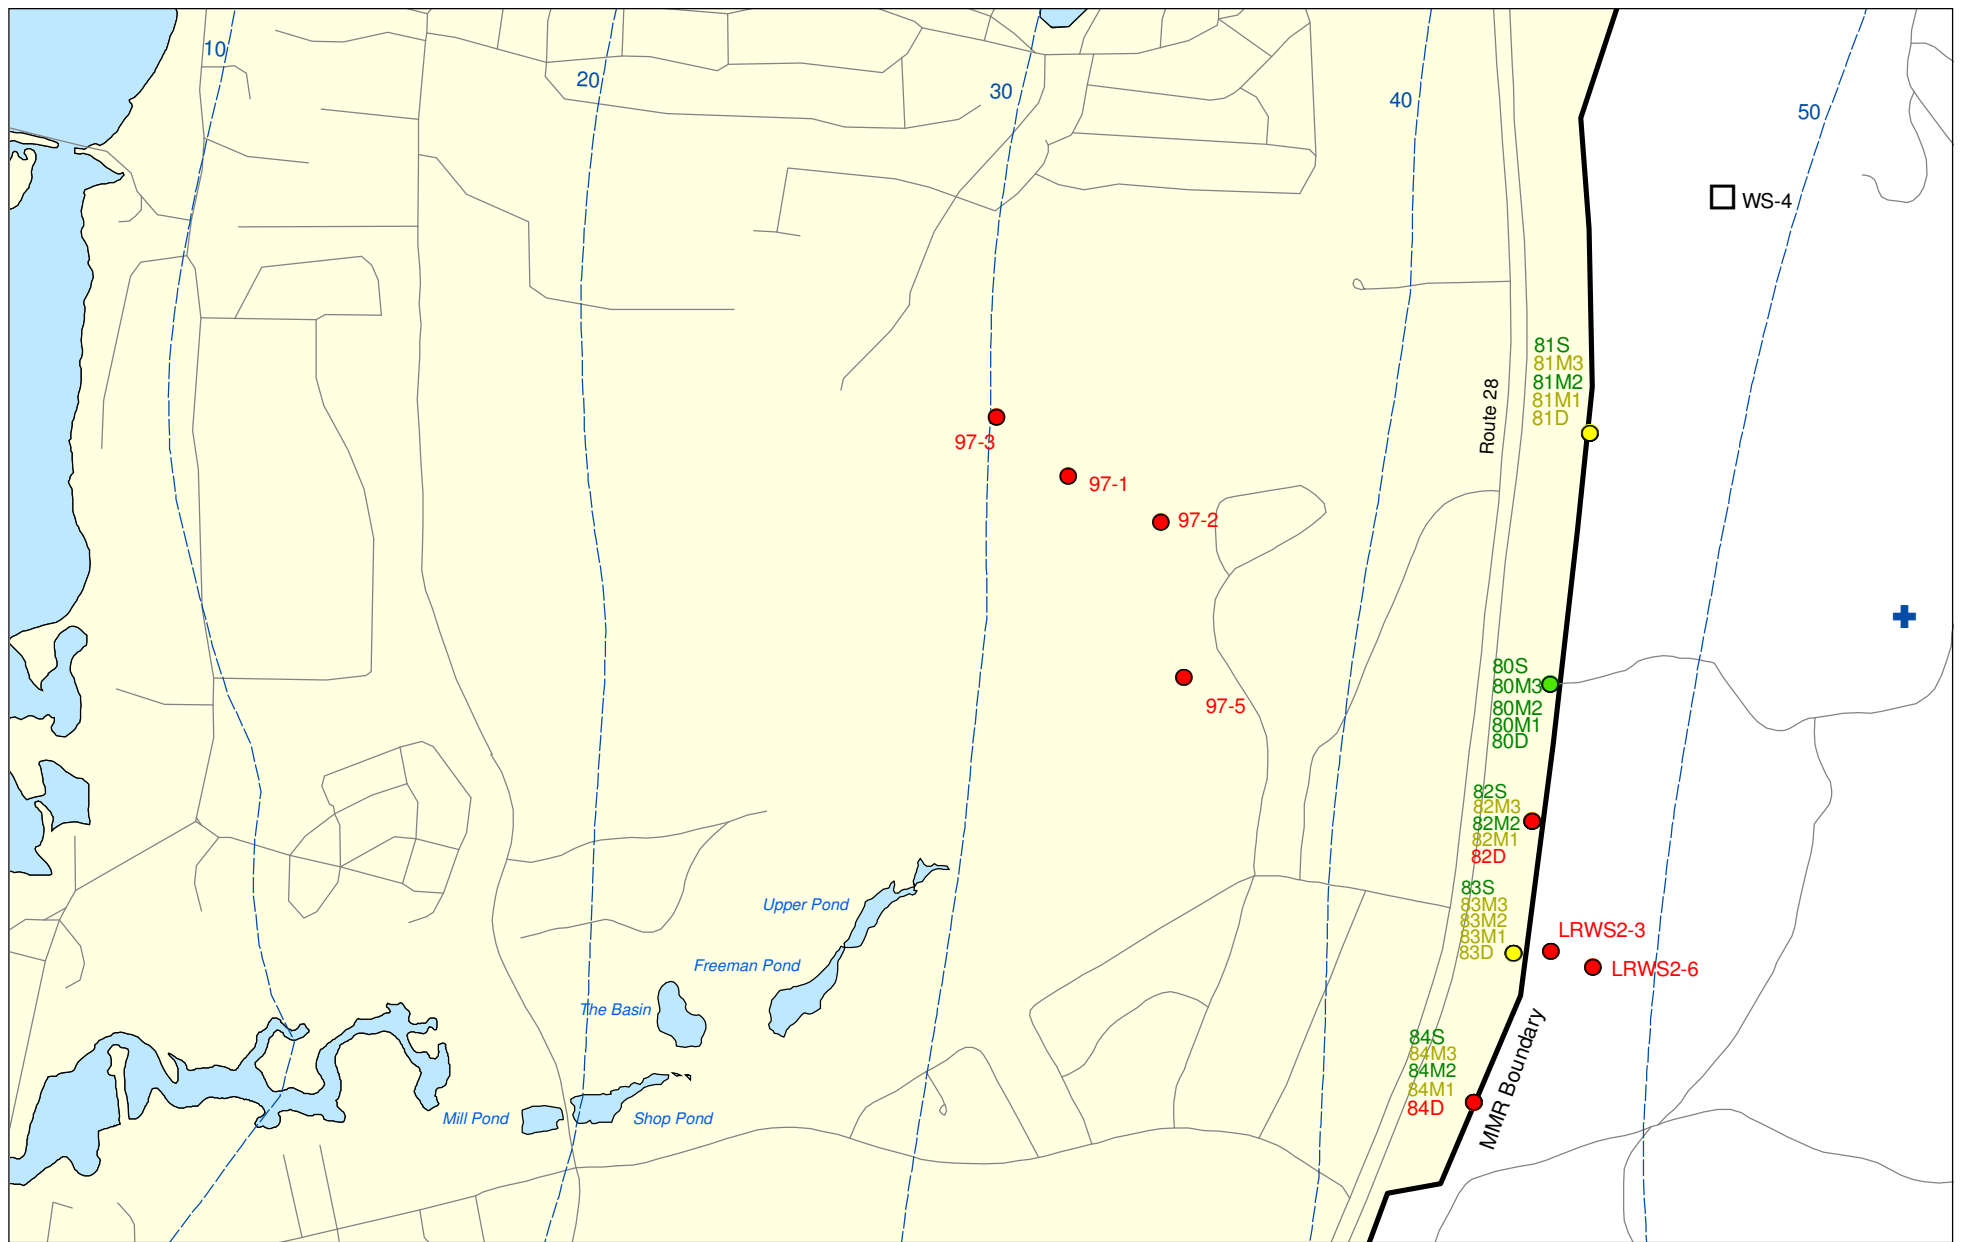 10
20
30
40
50
WS-4
81S
81M3
81M2
81M1
81D
Route 28
97-3
97-1
97-2
97-5
80S
80M3
80M2
80M1
80D
82S
82M3
82M2
82M1
82D
83S
83M3
83M2
83M1
83D
LRWS2-3
LRWS2-6
Upper Pond
Freeman Pond
The Basin
Mill Pond
Shop Pond
84S
84M3
84M2
84M1
84D
MMR Boundary